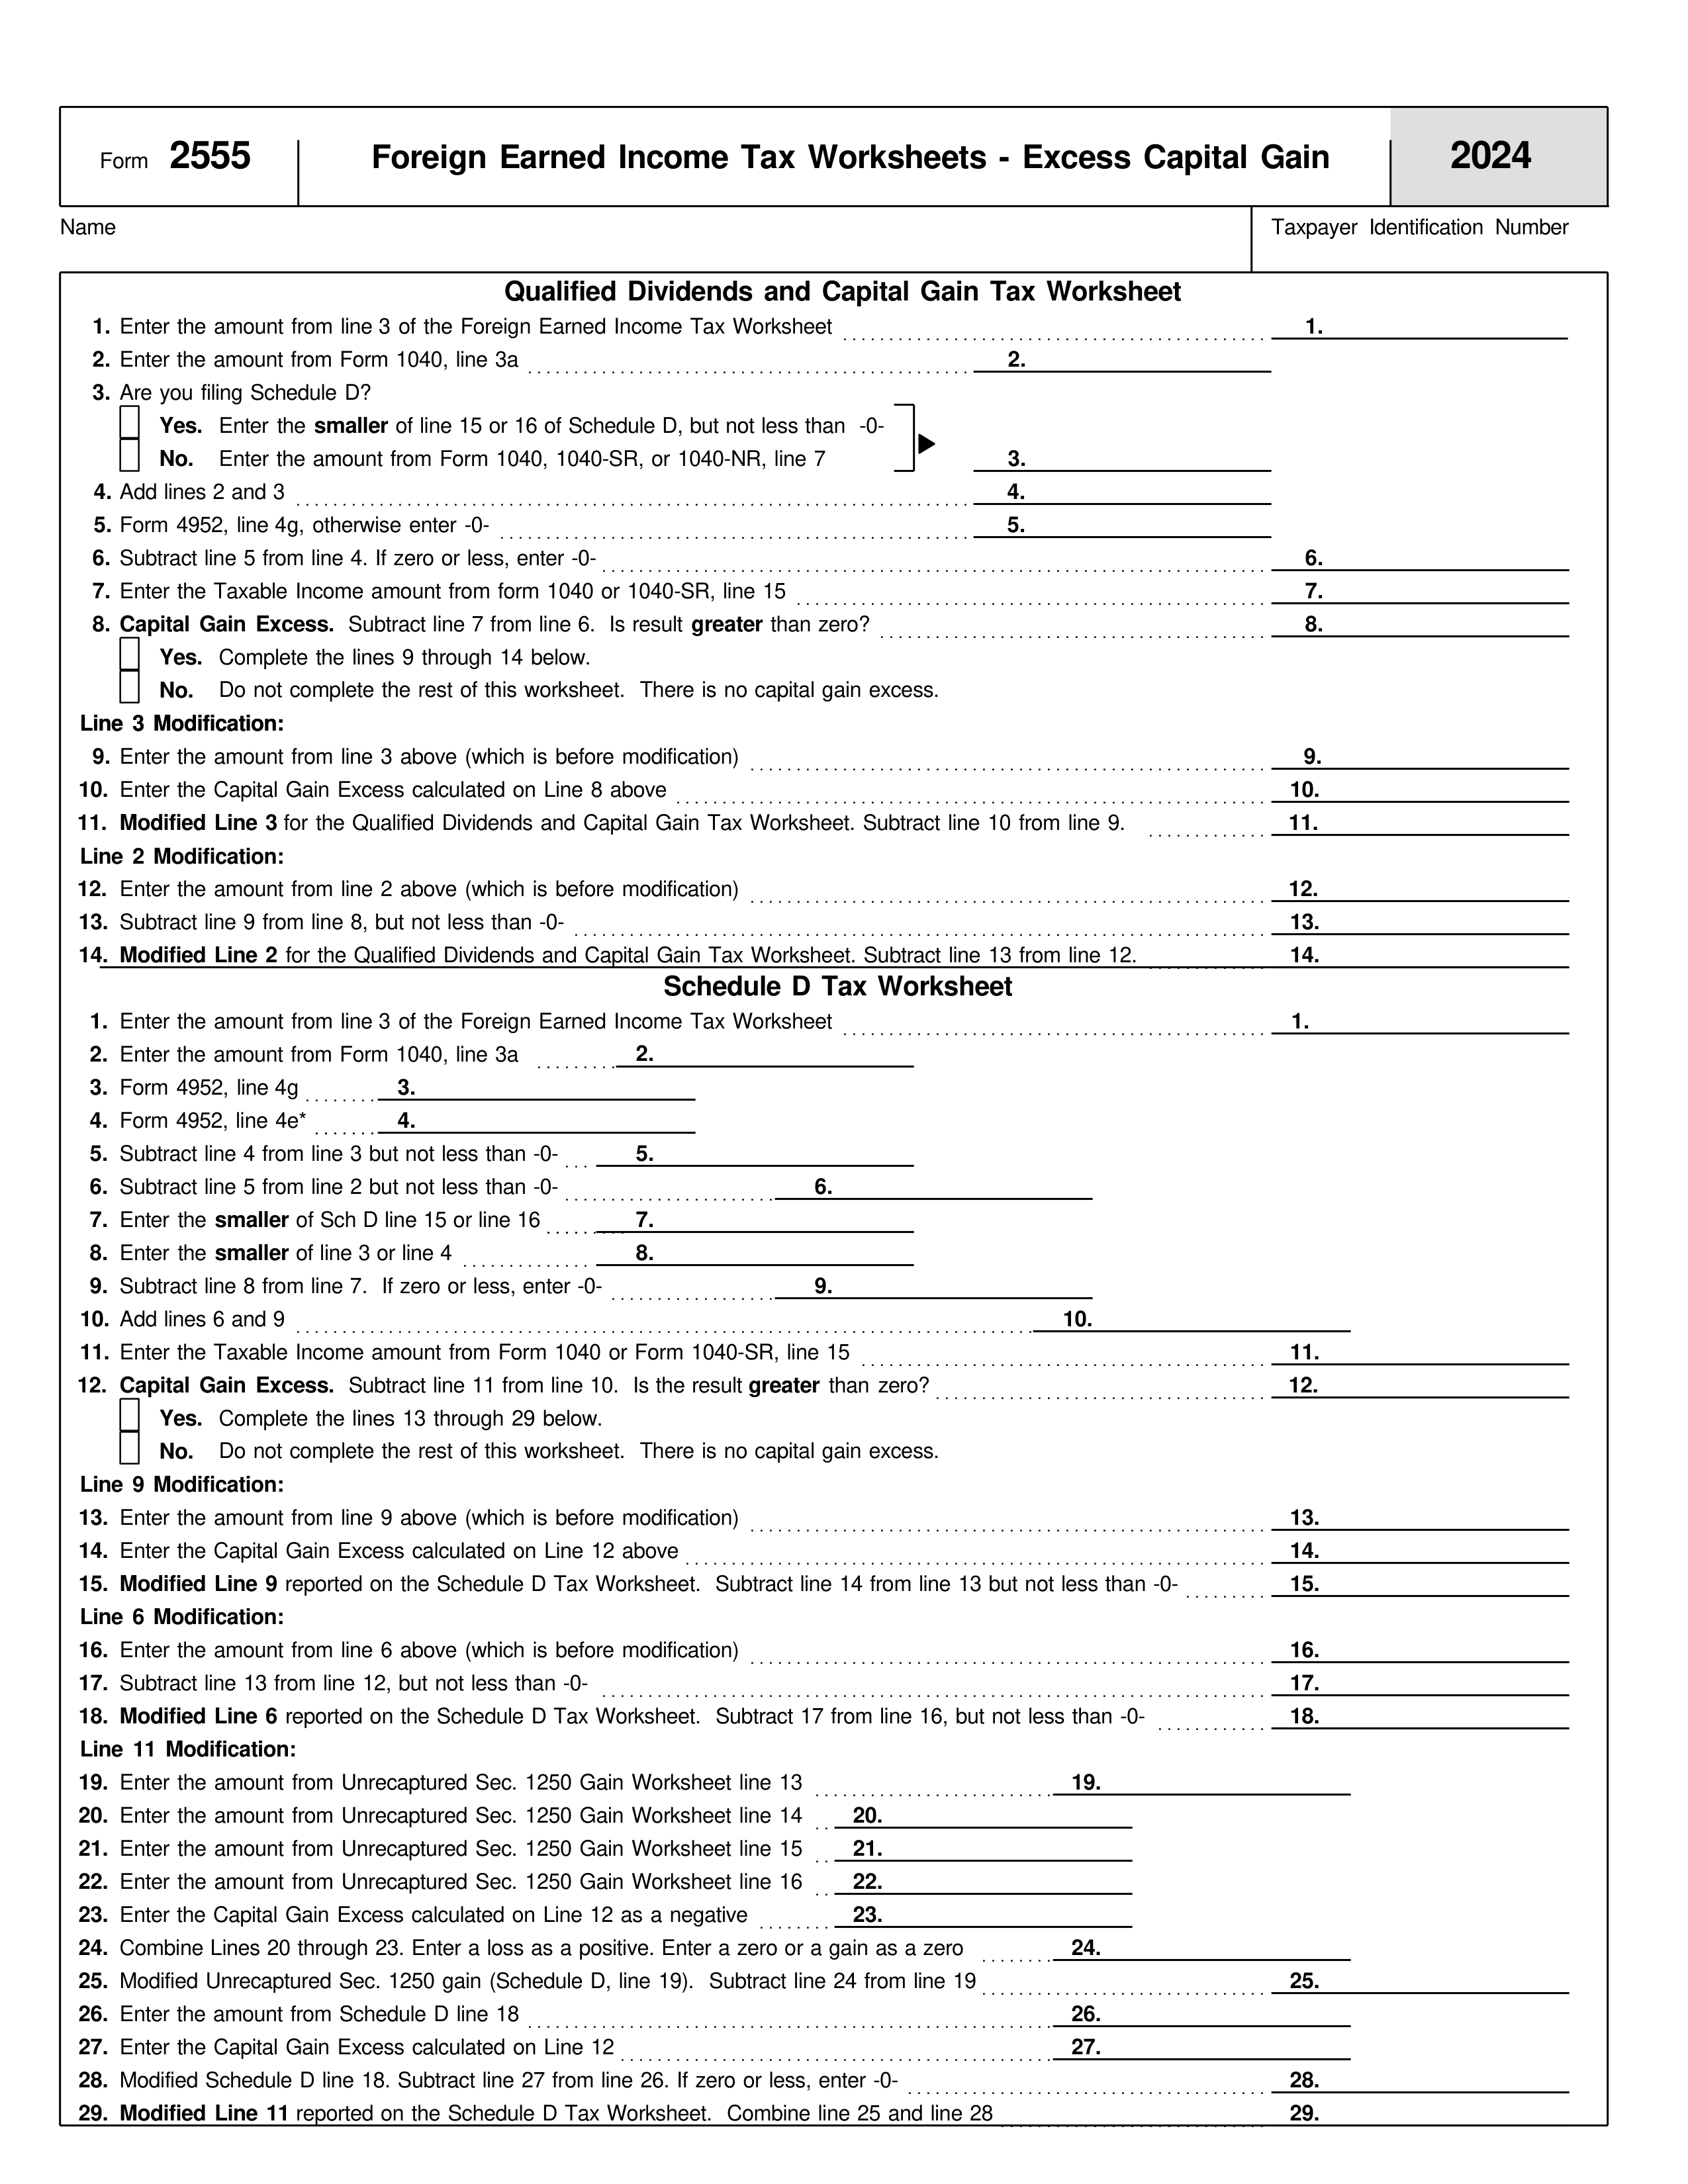 Form 2555 Foreign Earned Income Tax Worksheets - Excess Capital Gain 2024
Name Taxpayer Identification Number
Qualified Dividends and Capital Gain Tax Worksheet
1. Enter the amount from line 3 of the Foreign Earned Income Tax Worksheet 1.
2. Enter the amount from Form 1040, line 3a 2.
3. Are you filing Schedule D?
Yes. Enter the smaller of line 15 or 16 of Schedule D, but not less than -0-
No. Enter the amount from Form 1040, 1040-SR, or 1040-NR, line 7 3.
4. Add lines 2 and 3 4.
5. Form 4952, line 4g, otherwise enter -0- 5.
6. Subtract line 5 from line 4. If zero or less, enter -0- 6.
7. Enter the Taxable Income amount from form 1040 or 1040-SR, line 15 7.
8. Capital Gain Excess. Subtract line 7 from line 6. Is result greater than zero? 8.
Yes. Complete the lines 9 through 14 below.
No. Do not complete the rest of this worksheet. There is no capital gain excess.
Line 3 Modification:
9. Enter the amount from line 3 above (which is before modification) 9.
10. Enter the Capital Gain Excess calculated on Line 8 above 10.
11. Modified Line 3 for the Qualified Dividends and Capital Gain Tax Worksheet. Subtract line 10 from line 9. 11.
Line 2 Modification:
12. Enter the amount from line 2 above (which is before modification) 12.
13. Subtract line 9 from line 8, but not less than -0- 13.
14. Modified Line 2 for the Qualified Dividends and Capital Gain Tax Worksheet. Subtract line 13 from line 12. 14.
Schedule D Tax Worksheet
1. Enter the amount from line 3 of the Foreign Earned Income Tax Worksheet 1.
2. Enter the amount from Form 1040, line 3a 2.
3. Form 4952, line 4g 3.
4. Form 4952, line 4e* 4.
5. Subtract line 4 from line 3 but not less than -0- 5.
6. Subtract line 5 from line 2 but not less than -0- 6.
7. Enter the smaller of Sch D line 15 or line 16 7.
8. Enter the smaller of line 3 or line 4 8.
9. Subtract line 8 from line 7. If zero or less, enter -0- 9.
10. Add lines 6 and 9 10.
11. Enter the Taxable Income amount from Form 1040 or Form 1040-SR, line 15 11.
12. Capital Gain Excess. Subtract line 11 from line 10. Is the result greater than zero? 12.
Yes. Complete the lines 13 through 29 below.
No. Do not complete the rest of this worksheet. There is no capital gain excess.
Line 9 Modification:
13. Enter the amount from line 9 above (which is before modification) 13.
14. Enter the Capital Gain Excess calculated on Line 12 above 14.
15. Modified Line 9 reported on the Schedule D Tax Worksheet. Subtract line 14 from line 13 but not less than -0- 15.
Line 6 Modification:
16. Enter the amount from line 6 above (which is before modification) 16.
17. Subtract line 13 from line 12, but not less than -0- 17.
18. Modified Line 6 reported on the Schedule D Tax Worksheet. Subtract 17 from line 16, but not less than -0- 18.
Line 11 Modification:
19. Enter the amount from Unrecaptured Sec. 1250 Gain Worksheet line 13 19.
20. Enter the amount from Unrecaptured Sec. 1250 Gain Worksheet line 14 20.
21. Enter the amount from Unrecaptured Sec. 1250 Gain Worksheet line 15 21.
22. Enter the amount from Unrecaptured Sec. 1250 Gain Worksheet line 16 22.
23. Enter the Capital Gain Excess calculated on Line 12 as a negative 23.
24. Combine Lines 20 through 23. Enter a loss as a positive. Enter a zero or a gain as a zero 24.
25. Modified Unrecaptured Sec. 1250 gain (Schedule D, line 19). Subtract line 24 from line 19 25.
26. Enter the amount from Schedule D line 18 26.
27. Enter the Capital Gain Excess calculated on Line 12 27.
28. Modified Schedule D line 18. Subtract line 27 from line 26. If zero or less, enter -0- 28.
29. Modified Line 11 reported on the Schedule D Tax Worksheet. Combine line 25 and line 28 29.